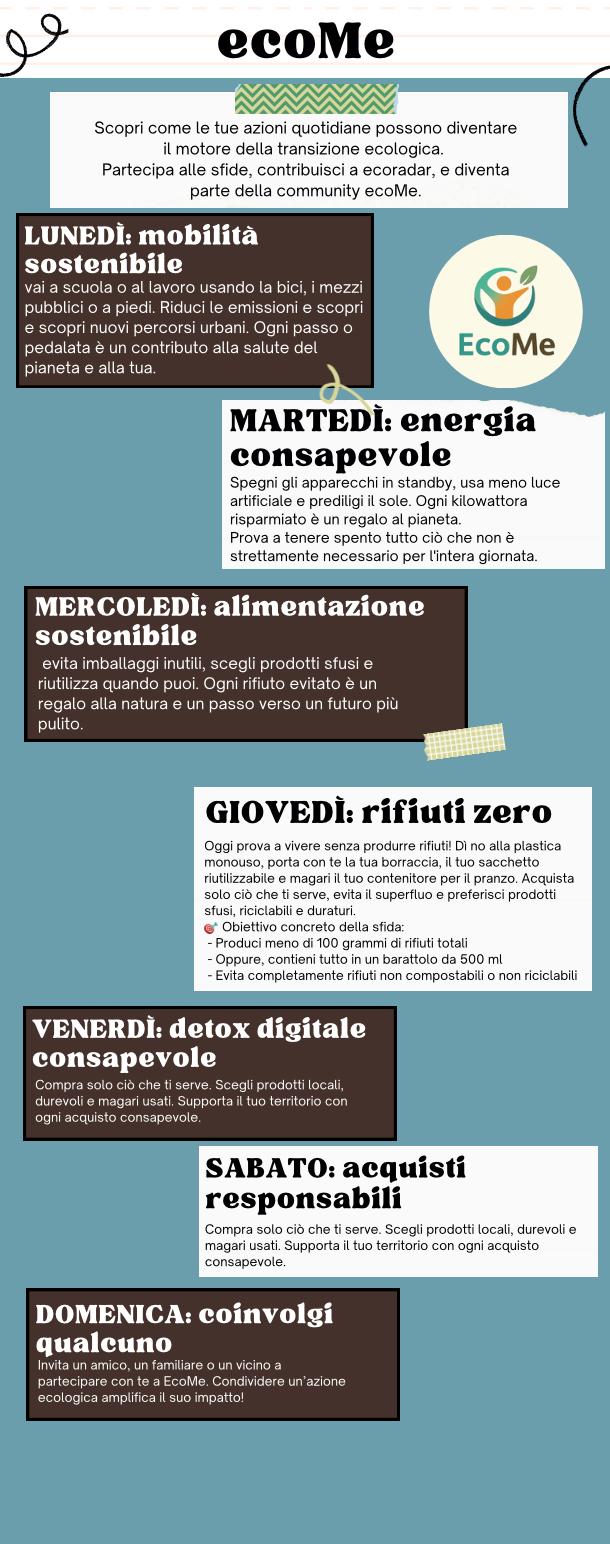 ecoMe
Scopri come le tue azioni quotidiane possono diventare
il motore della transizione ecologica.
Partecipa alle sfide, contribuisci a ecoradar, e diventa
parte della community ecoMe.
LUNEDÌ: mobilità
sostenibile
vai a scuola o al lavoro usando la bici, i mezzi
pubblici o a piedi. Riduci le emissioni e scopri
e scopri nuovi percorsi urbani. Ogni passo o
pedalata è un contributo alla salute del
pianeta e alla tua.
EcoMe
MARTEDÌ: energia
consapevole
Spegni gli apparecchi in standby, usa meno luce
artificiale e prediligi il sole. Ogni kilowattora
risparmiato è un regalo al pianeta.
Prova a tenere spento tutto ciò che non è
strettamente necessario per l'intera giornata.
MERCOLEDÌ: alimentazione
sostenibile
evita imballaggi inutili, scegli prodotti sfusi e
riutilizza quando puoi. Ogni rifiuto evitato è un
regalo alla natura e un passo verso un futuro più
pulito.
GIOVEDÌ: rifiuti zero
Oggi prova a vivere senza produrre rifiuti! Dì no alla plastica
monouso, porta con te la tua borraccia, il tuo sacchetto
riutilizzabile e magari il tuo contenitore per il pranzo. Acquista
solo ciò che ti serve, evita il superfluo e preferisci prodotti
sfusi, riciclabili e duraturi.
🎯 Obiettivo concreto della sfida:
- Produci meno di 100 grammi di rifiuti totali
- Oppure, contieni tutto in un barattolo da 500 ml
- Evita completamente rifiuti non compostabili o non riciclabili
VENERDÌ: detox digitale
consapevole
Compra solo ciò che ti serve. Scegli prodotti locali,
durevoli e magari usati. Supporta il tuo territorio con
ogni acquisto consapevole.
SABATO: acquisti
responsabili
Compra solo ciò che ti serve. Scegli prodotti locali, durevoli e
magari usati. Supporta il tuo territorio con ogni acquisto
consapevole.
DOMENICA: coinvolgi
qualcuno
Invita un amico, un familiare o un vicino a
partecipare con te a EcoMe. Condividere un'azione
ecologica amplifica il suo impatto!